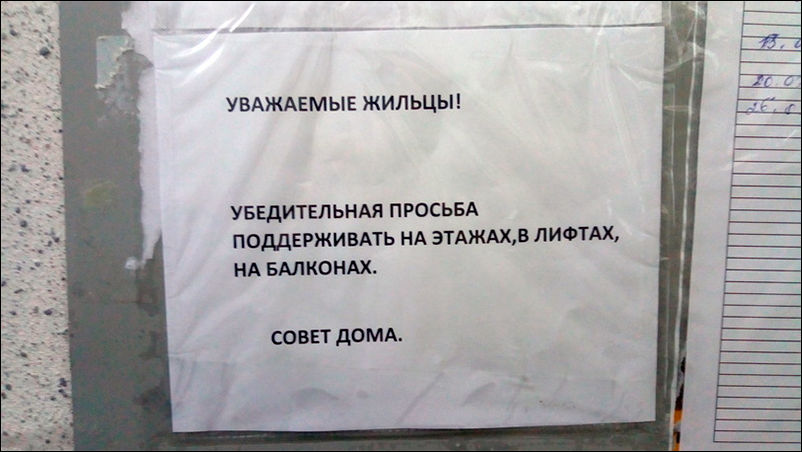 УВАЖАЕМЫЕ ЖИЛЬЦЫ!
УБЕДИТЕЛЬНАЯ ПРОСЬБА
ПОДДЕРЖИВАТЬ НА ЭТАЖАХ,В ЛИФТАХ,
НА БАЛКОНАХ.
СОВЕТ ДОМА.